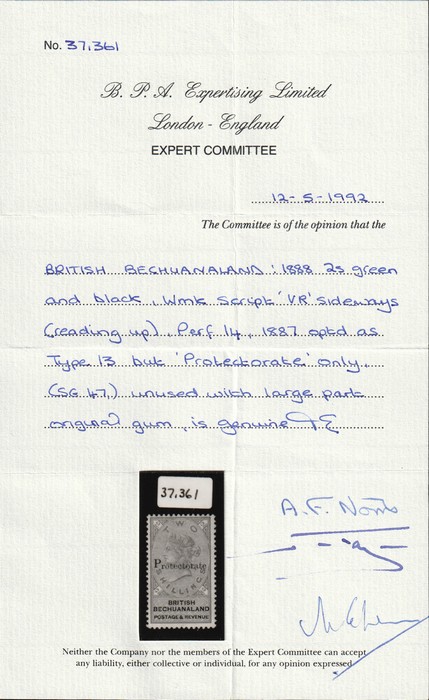 No. 37,361
B. P. A. Expertising Limited
London - England
EXPERT COMMITTEE
12-5-1992
The Committee is of the opinion that the
BRITISH BECHUANALAND : 1888 2s green
and black, Wmk Script 'VR' sideways
(reading up), Perf 14, 1887 optd as
Type 13 but 'Protectorate' only,
(SG 47,) unused with large part
original gum, is genuine
37,361
TWO
SHILLINGS
Protectorate
BRITISH
BECHUANALAND
POSTAGE & REVENUE
A.F. Norris
Neither the Company nor the members of the Expert Committee can accept
any liability, either collective or individual, for any opinion expressed